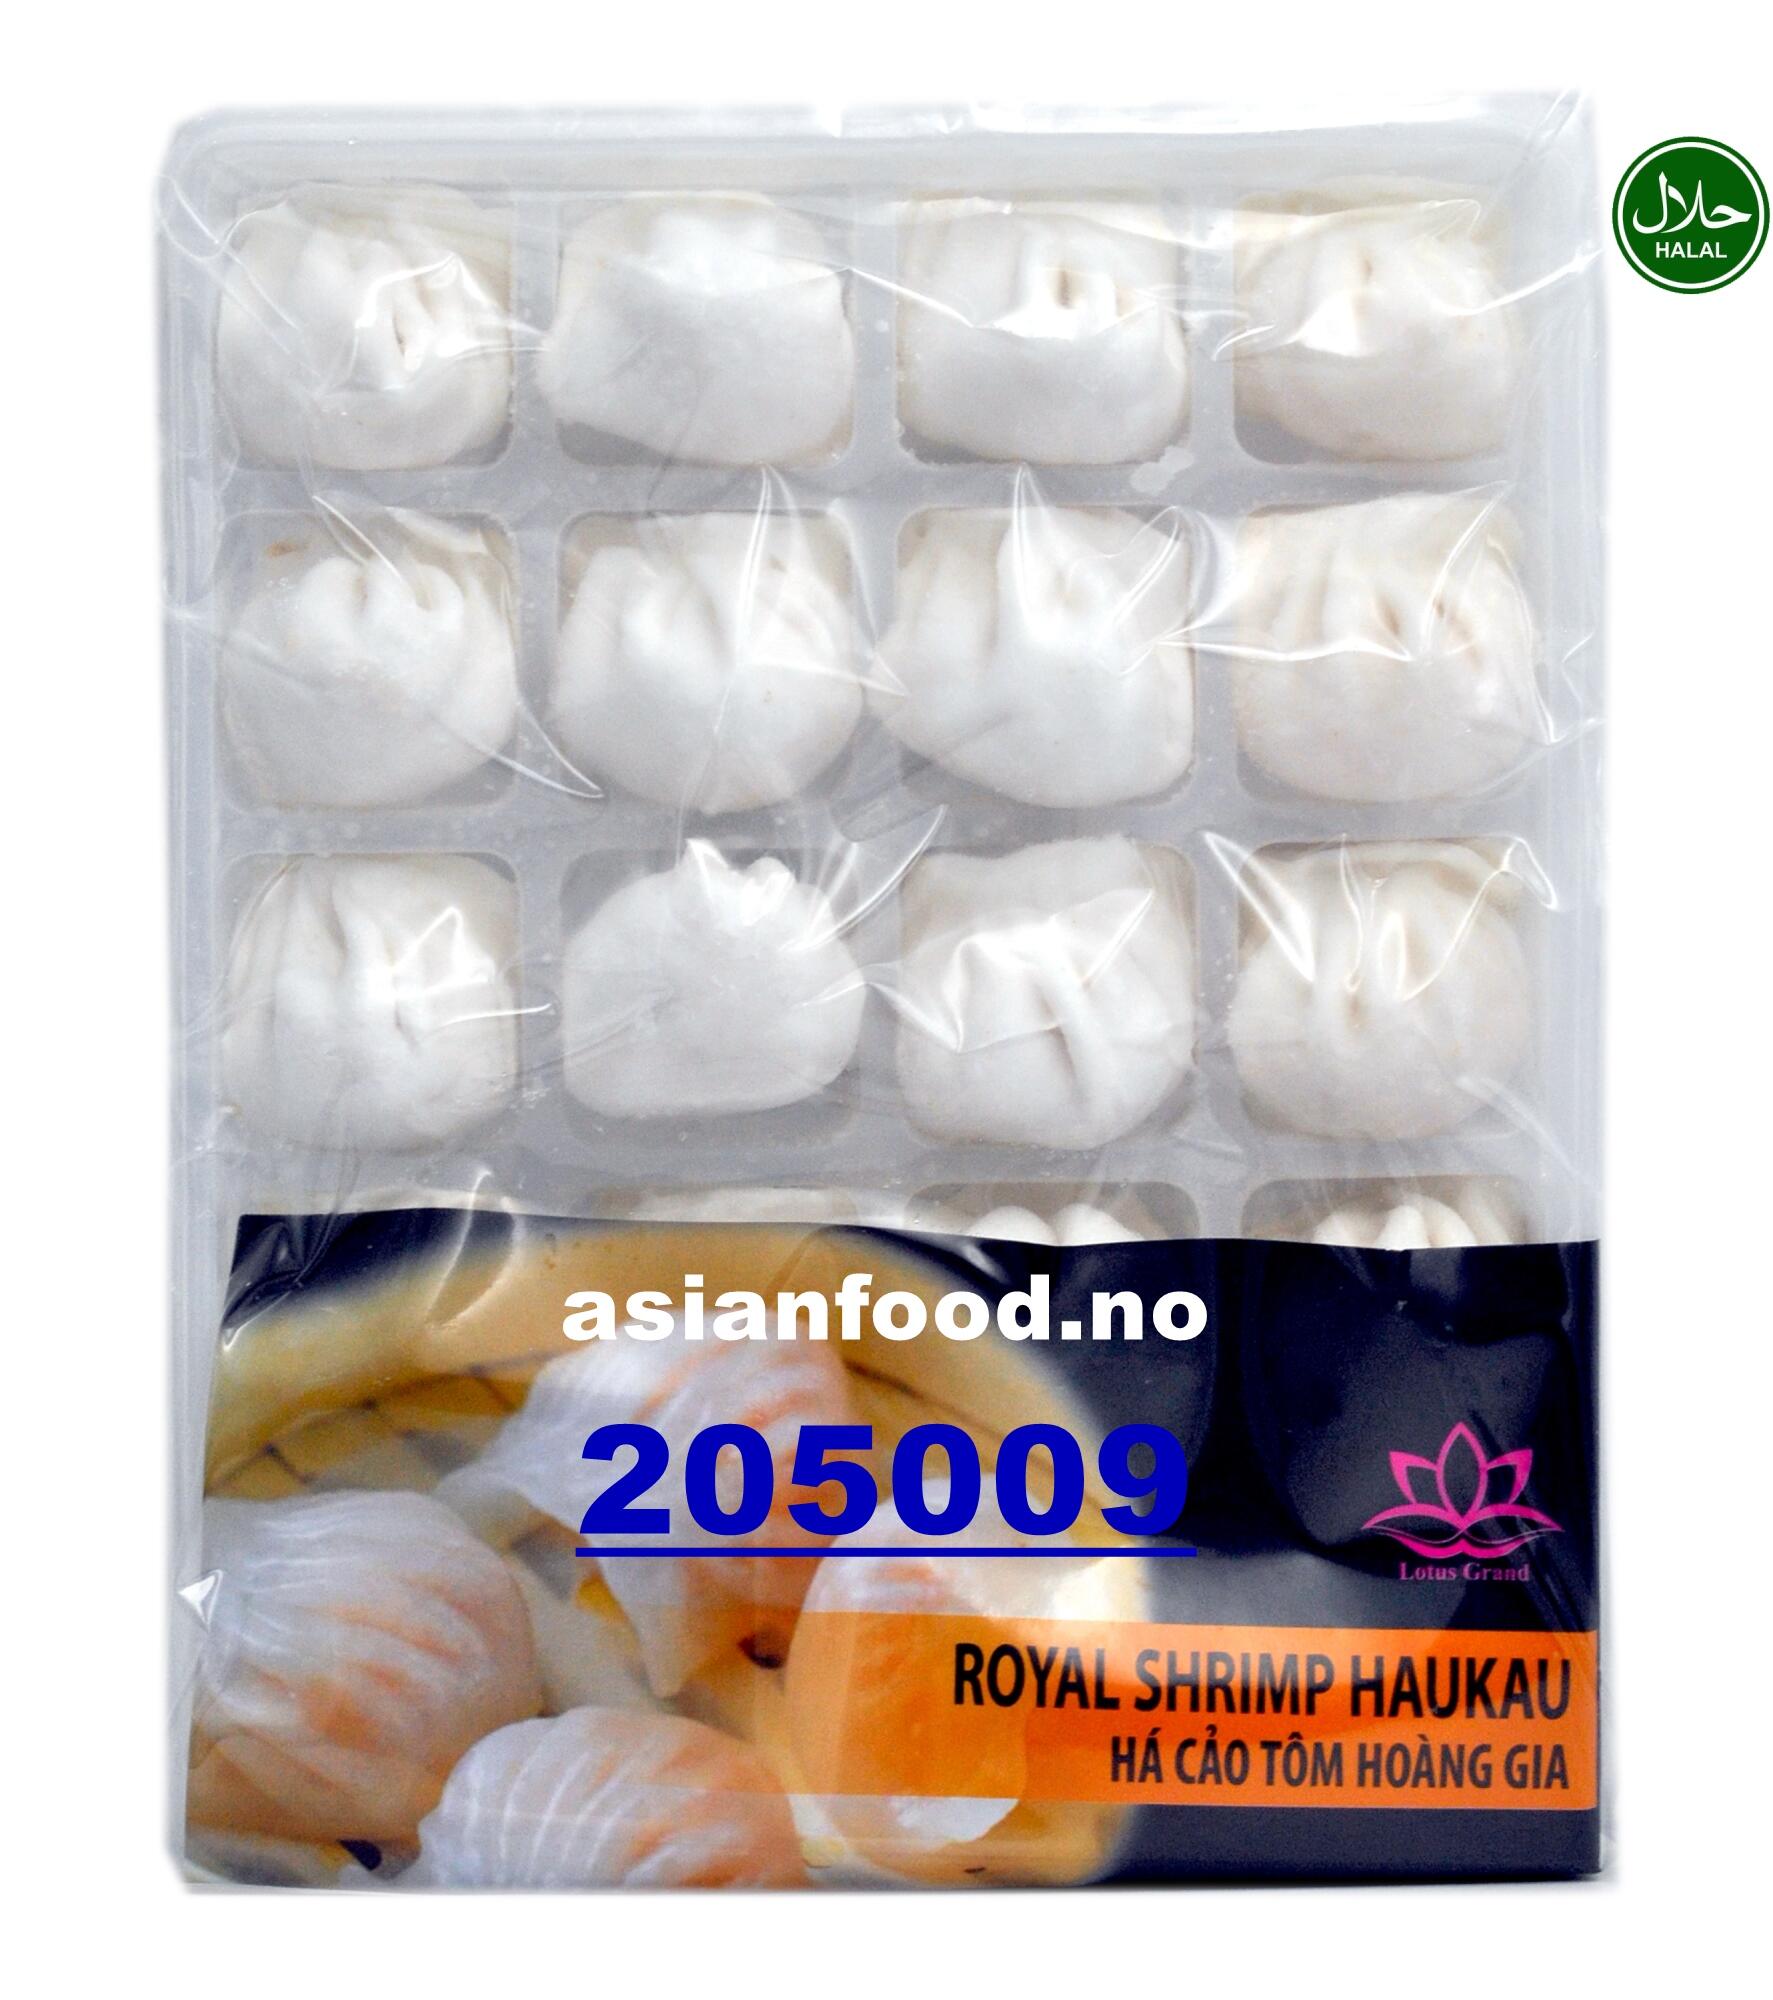 حلال
HALAL
asianfood.no
205009
Lotus Grand
ROYAL SHRIMP HAUKAU
HÁ CẢO TÔM HOÀNG GIA